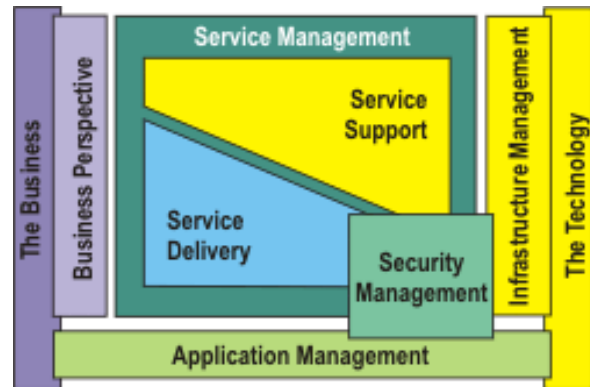 The Business
Business Perspective
Service Management
Service
Support
Service
Delivery
Security
Management
Infrastructure Management
The Technology
Application Management